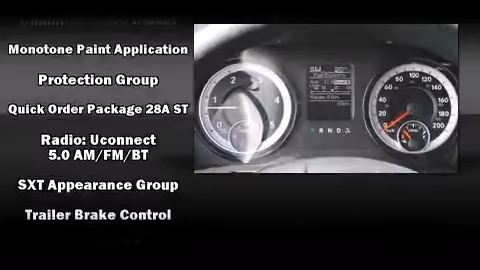 Monotone Paint Application
Protection Group
Quick Order Package 28A ST
Radio: Uconnect
5.0 AM/FM/BT
SXT Appearance Group
Trailer Brake Control